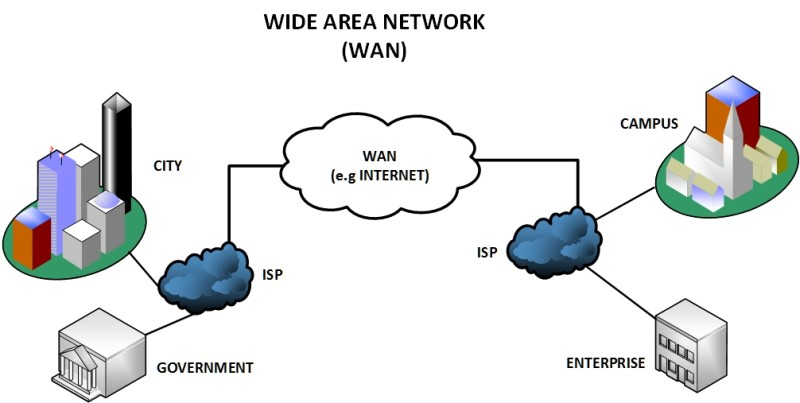 WIDE AREA NETWORK
(WAN)
CAMPUS
CITY
WAN
(e.g INTERNET)
ISP
ISP
GOVERNMENT
ENTERPRISE